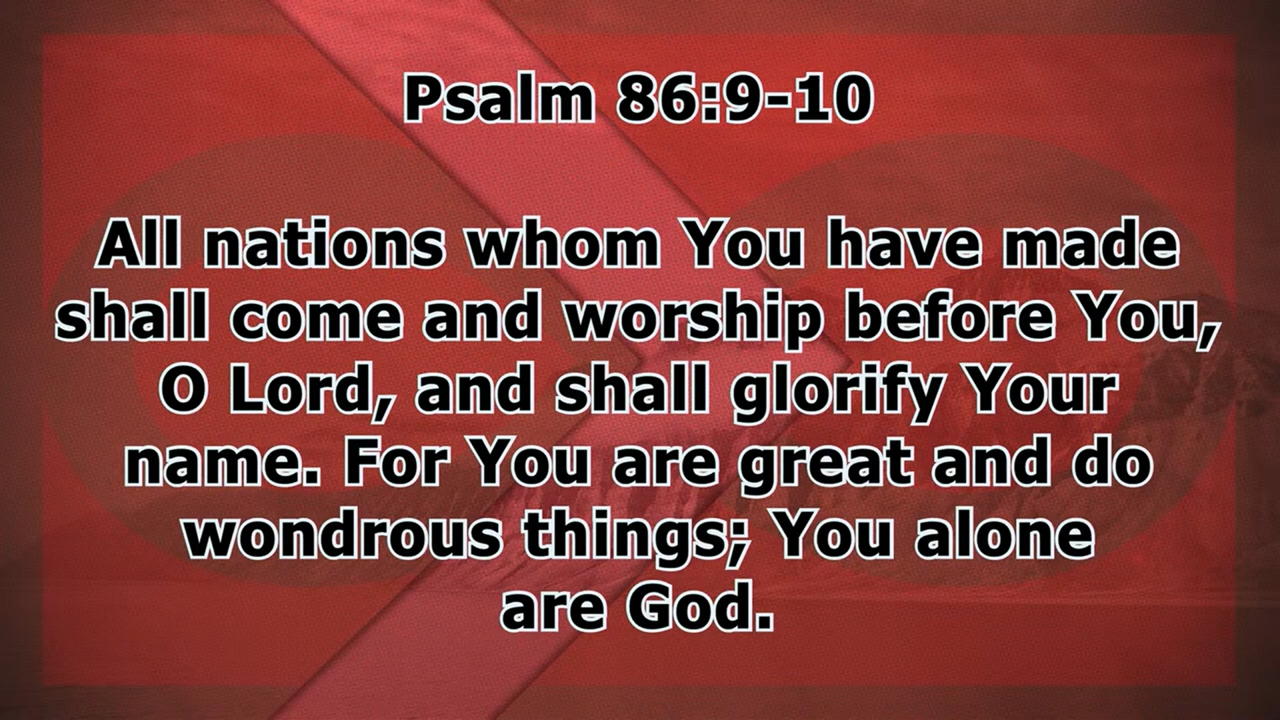 Psalm 86:9-10
All nations whom You have made
shall come and worship before You,
O Lord, and shall glorify Your
name. For You are great and do
wondrous things; You alone
are God.